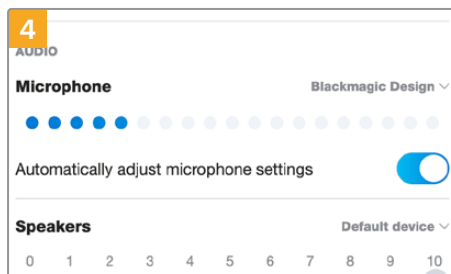 4
AUDIO
Microphone Blackmagic Design
Automatically adjust microphone settings
Speakers Default device
0 1 2 3 4 5 6 7 8 9 10